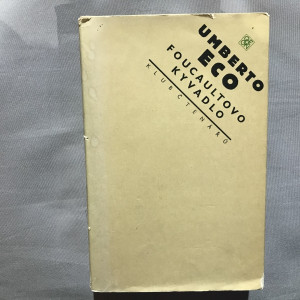 UMBERTO
ECO
FOUCAULTOVO
KYVADLO
KLUB ČTENÁŘŮ